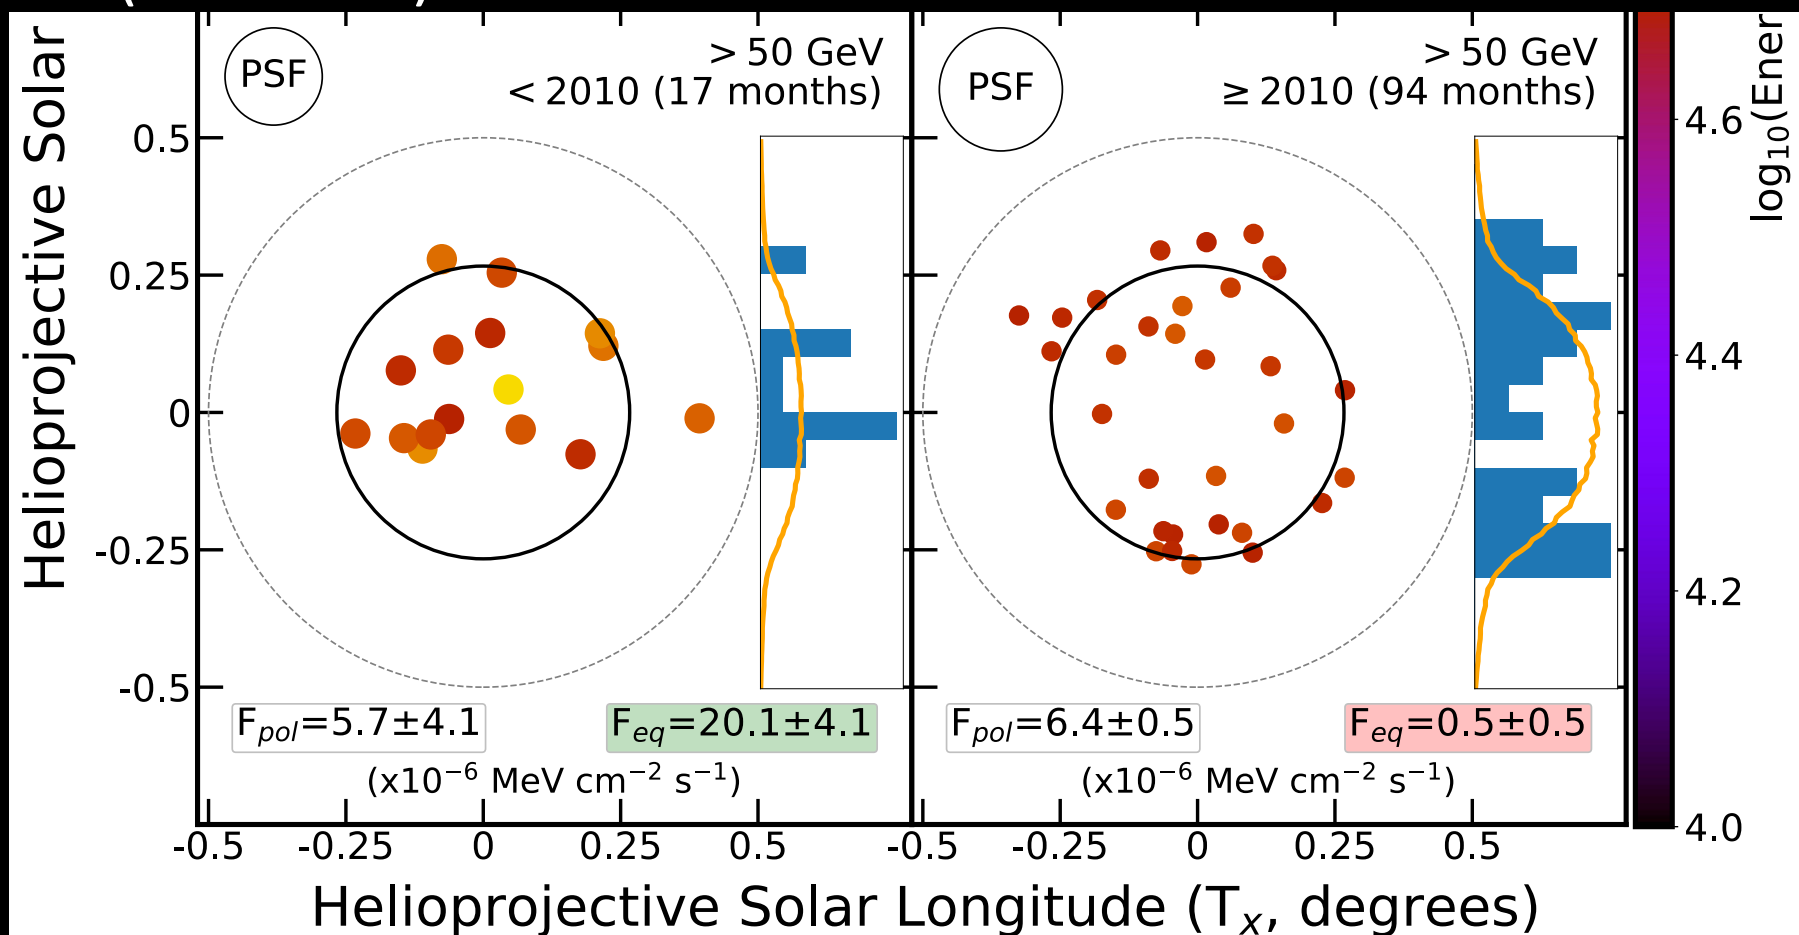 Helioprojective Solar
PSF
> 50 GeV
< 2010 (17 months)
PSF
> 50 GeV
≥ 2010 (94 months)
0.5
0.25
0
-0.25
-0.5
F_pol=5.7±4.1
F_eq=20.1±4.1
(x10⁻⁶ MeV cm⁻² s⁻¹)
F_pol=6.4±0.5
F_eq=0.5±0.5
(x10⁻⁶ MeV cm⁻² s⁻¹)
-0.5 -0.25 0 0.25 0.5 -0.5 -0.25 0 0.25 0.5
Helioprojective Solar Longitude (Tₓ, degrees)
4.6
4.4
4.2
4.0
log₁₀(Ener